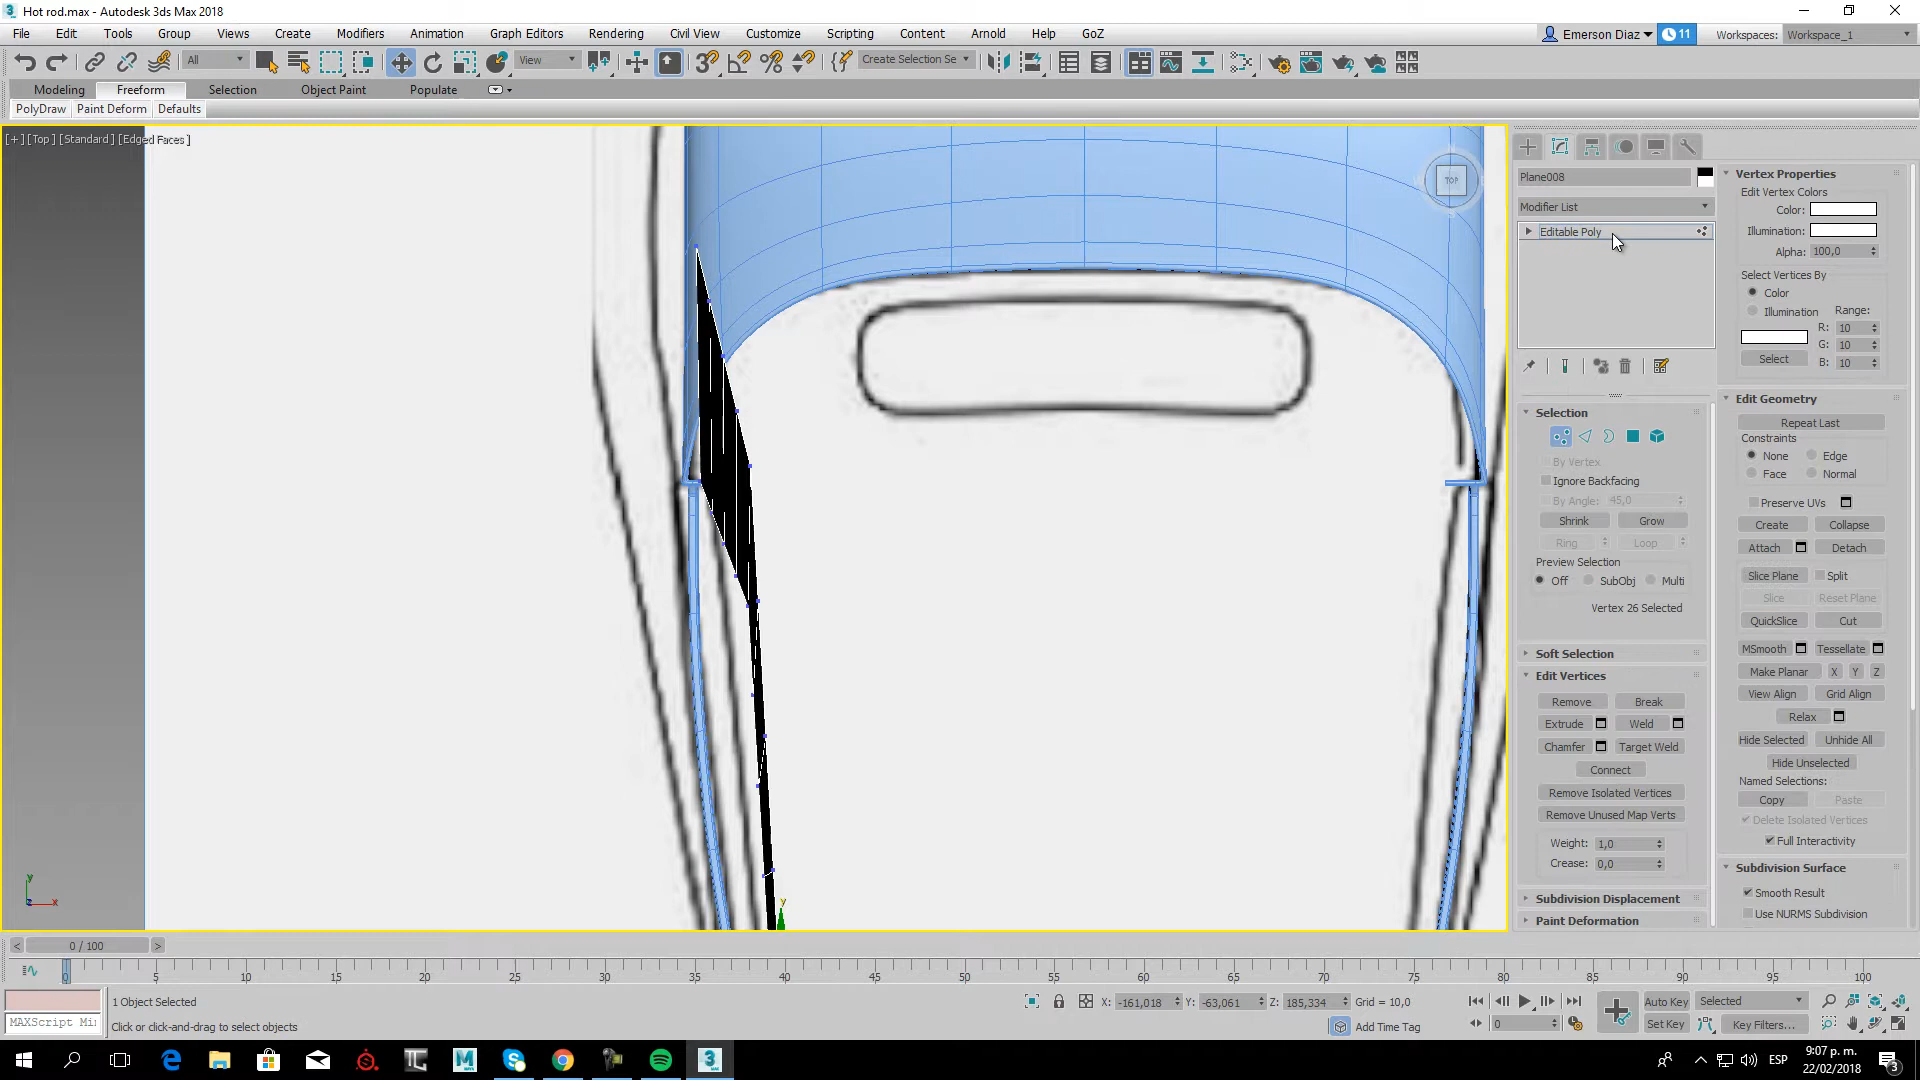 Hot rod.max - Autodesk 3ds Max 2018
File Edit Tools Group Views Create Modifiers Animation Graph Editors Rendering Civil View Customize Scripting Content Arnold Help GoZ
Emerson Diaz 11 Workspaces: Workspace_1
All View Create Selection Se
Modeling Freeform Selection Object Paint Populate
PolyDraw Paint Deform Defaults
[+] [Top] [Standard] [Edged Faces]
TOP
Plane008
Modifier List
Editable Poly
Selection
By Vertex
Ignore Backfacing
By Angle: 45,0
Shrink Grow
Ring Loop
Preview Selection
Off SubObj Multi
Vertex 26 Selected
Soft Selection
Edit Vertices
Remove Break
Extrude Weld
Chamfer Target Weld
Connect
Remove Isolated Vertices
Remove Unused Map Verts
Weight: 1,0
Crease: 0,0
Subdivision Displacement
Paint Deformation
Vertex Properties
Edit Vertex Colors
Color:
Illumination:
Alpha: 100,0
Select Vertices By
Color
Illumination Range:
R: 10
G: 10
B: 10
Select
Edit Geometry
Repeat Last
Constraints
None Edge
Face Normal
Preserve UVs
Create Collapse
Attach Detach
Slice Plane Split
Slice Reset Plane
QuickSlice Cut
MSmooth Tessellate
Make Planar X Y Z
View Align Grid Align
Relax
Hide Selected Unhide All
Hide Unselected
Named Selections:
Copy Paste
Delete Isolated Vertices
Full Interactivity
Subdivision Surface
Smooth Result
Use NURMS Subdivision
y
x
y
0 / 100
0 5 10 15 20 25 30 35 40 45 50 55 60 65 70 75 80 85 90 95 100
1 Object Selected
X: -161,018 Y: -63,061 Z: 185,334 Grid = 10,0
Auto Key Selected
MAXScript Mi
Click or click-and-drag to select objects
Add Time Tag
0
Set Key Key Filters...
ESP
9:07 p. m.
22/02/2018
3